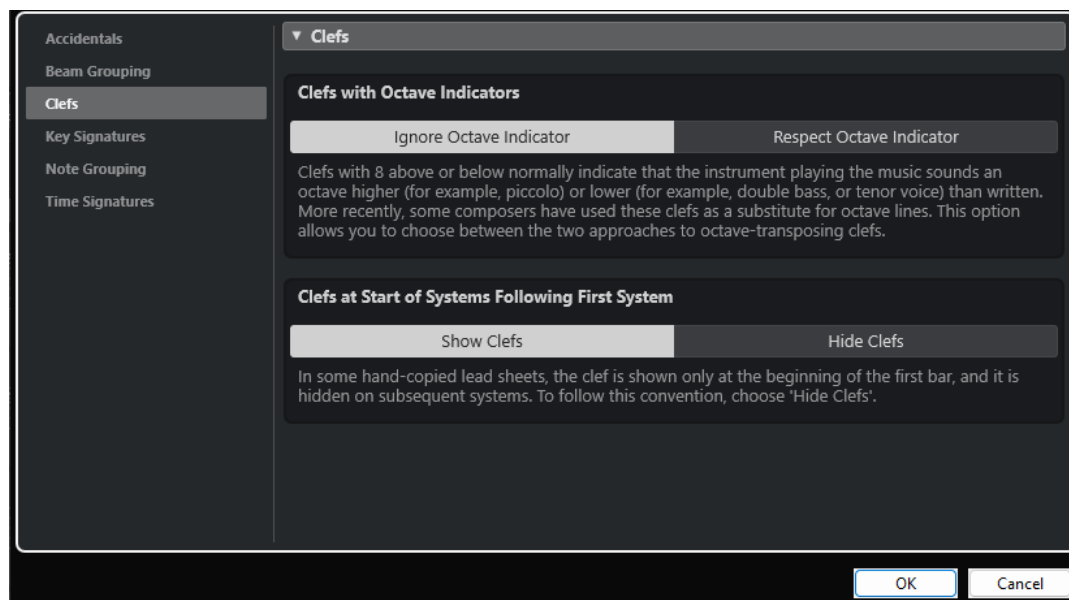 Accidentals
Beam Grouping
Clefs
Key Signatures
Note Grouping
Time Signatures
Clefs
Clefs with Octave Indicators
Ignore Octave Indicator
Respect Octave Indicator
Clefs with 8 above or below normally indicate that the instrument playing the music sounds an
octave higher (for example, piccolo) or lower (for example, double bass, or tenor voice) than written.
More recently, some composers have used these clefs as a substitute for octave lines. This option
allows you to choose between the two approaches to octave-transposing clefs.
Clefs at Start of Systems Following First System
Show Clefs
Hide Clefs
In some hand-copied lead sheets, the clef is shown only at the beginning of the first bar, and it is
hidden on subsequent systems. To follow this convention, choose 'Hide Clefs'.
OK
Cancel